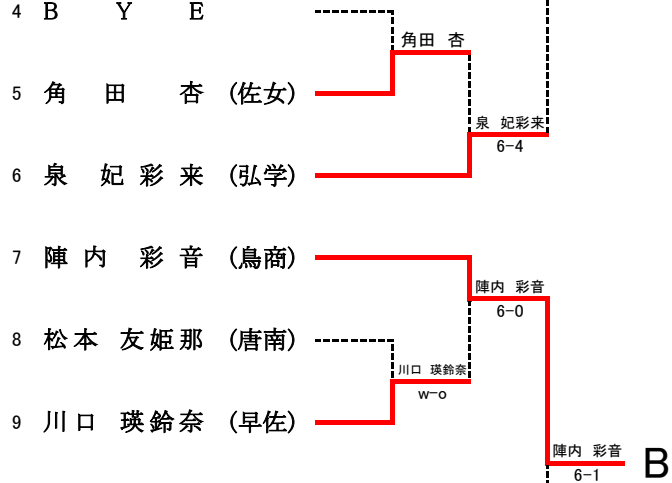 4 B Y E
角田 杏
5 角 田 杏 (佐女)
泉 妃彩来
6-4
6 泉 妃彩来 (弘学)
7 陣内 彩音 (鳥商)
陣内 彩音
6-0
8 松本 友姫那 (唐南)
川口 瑛鈴奈
w-o
9 川口 瑛鈴奈 (早佐)
陣内 彩音
6-1
B